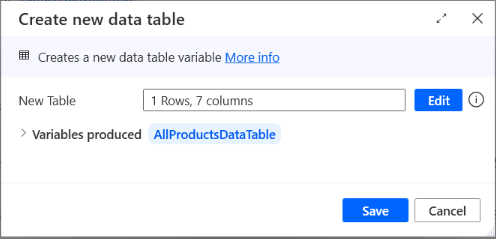 Create new data table
Creates a new data table variable More info
New Table 1 Rows, 7 columns Edit
Variables produced AllProductsDataTable
Save Cancel